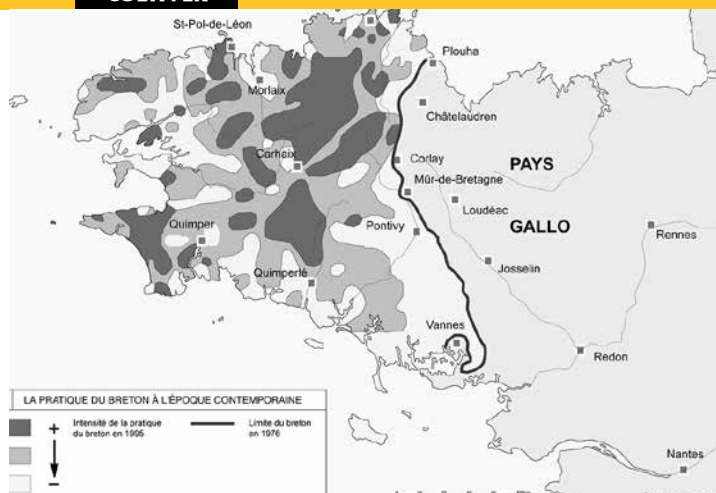 St-Pol-de-Léon
Plouha
Morlaix
Châtelaudren
Carhaix
Corlay
PAYS
Mûr-de-Bretagne
Loudéac
GALLO
Quimper
Pontivy
Rennes
Josselin
Quimperlé
Vannes
Redon
LA PRATIQUE DU BRETON À L'ÉPOQUE CONTEMPORAINE
+
Intensité de la pratique
du breton en 1995
Limite du breton
en 1976
–
Nantes